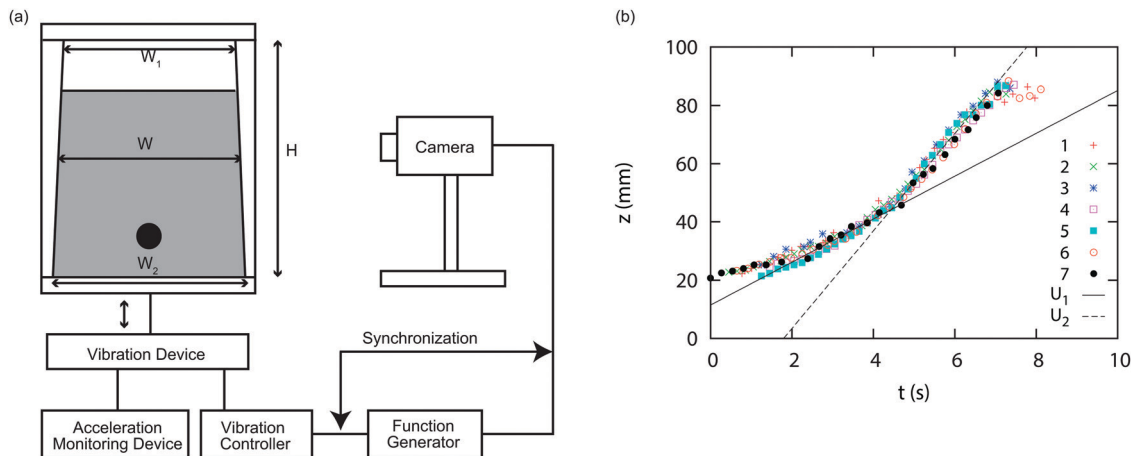 (a)
W1
W
H
W2
Camera
Synchronization
Vibration Device
Acceleration
Monitoring Device
Vibration
Controller
Function
Generator
(b)
100
80
60
40
20
0
z (mm)
0
2
4
6
8
10
t (s)
1
2
3
4
5
6
7
U1
U2